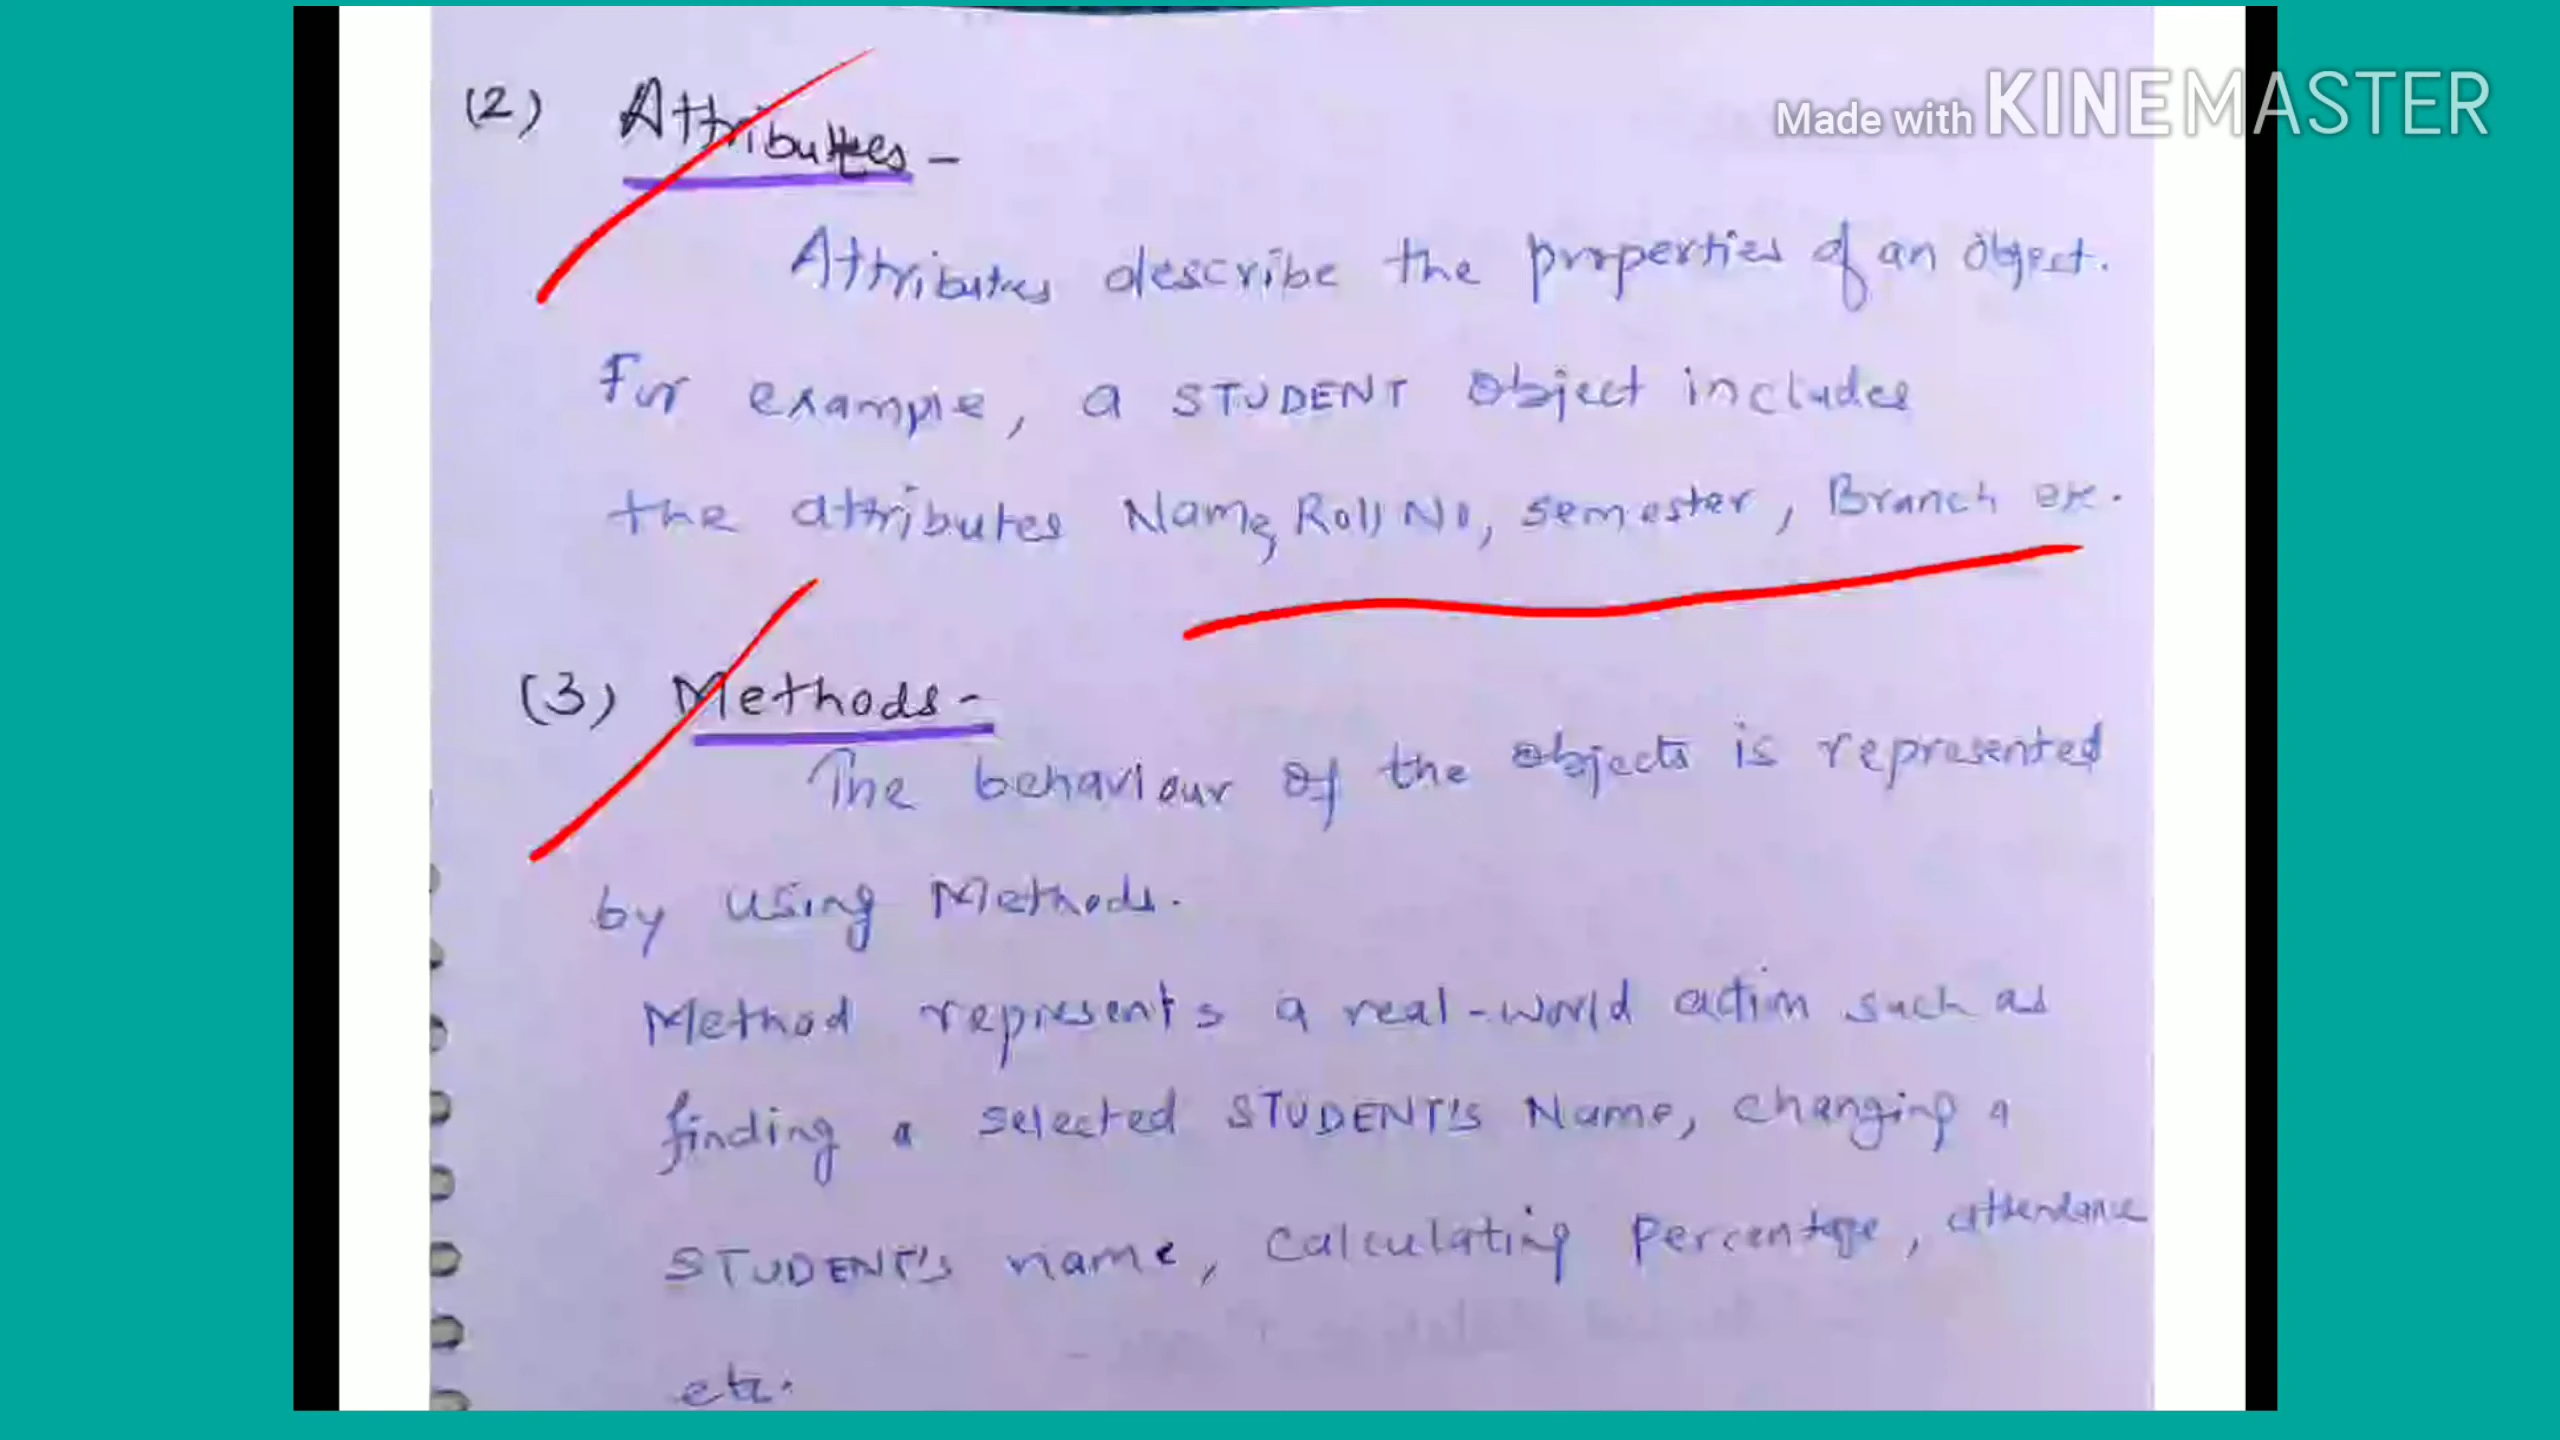 Made with KINEMASTER
(2) Attributes -
Attributes describe the properties of an object.
For example, a STUDENT object includes
the attributes Name, Roll No, semester, Branch etc.
(3) Methods -
The behaviour of the objects is represented
by using Methods.
Method represents a real-world action such as
finding a selected STUDENT's Name, changing a
STUDENT's name, calculating percentage, attendance
etc.